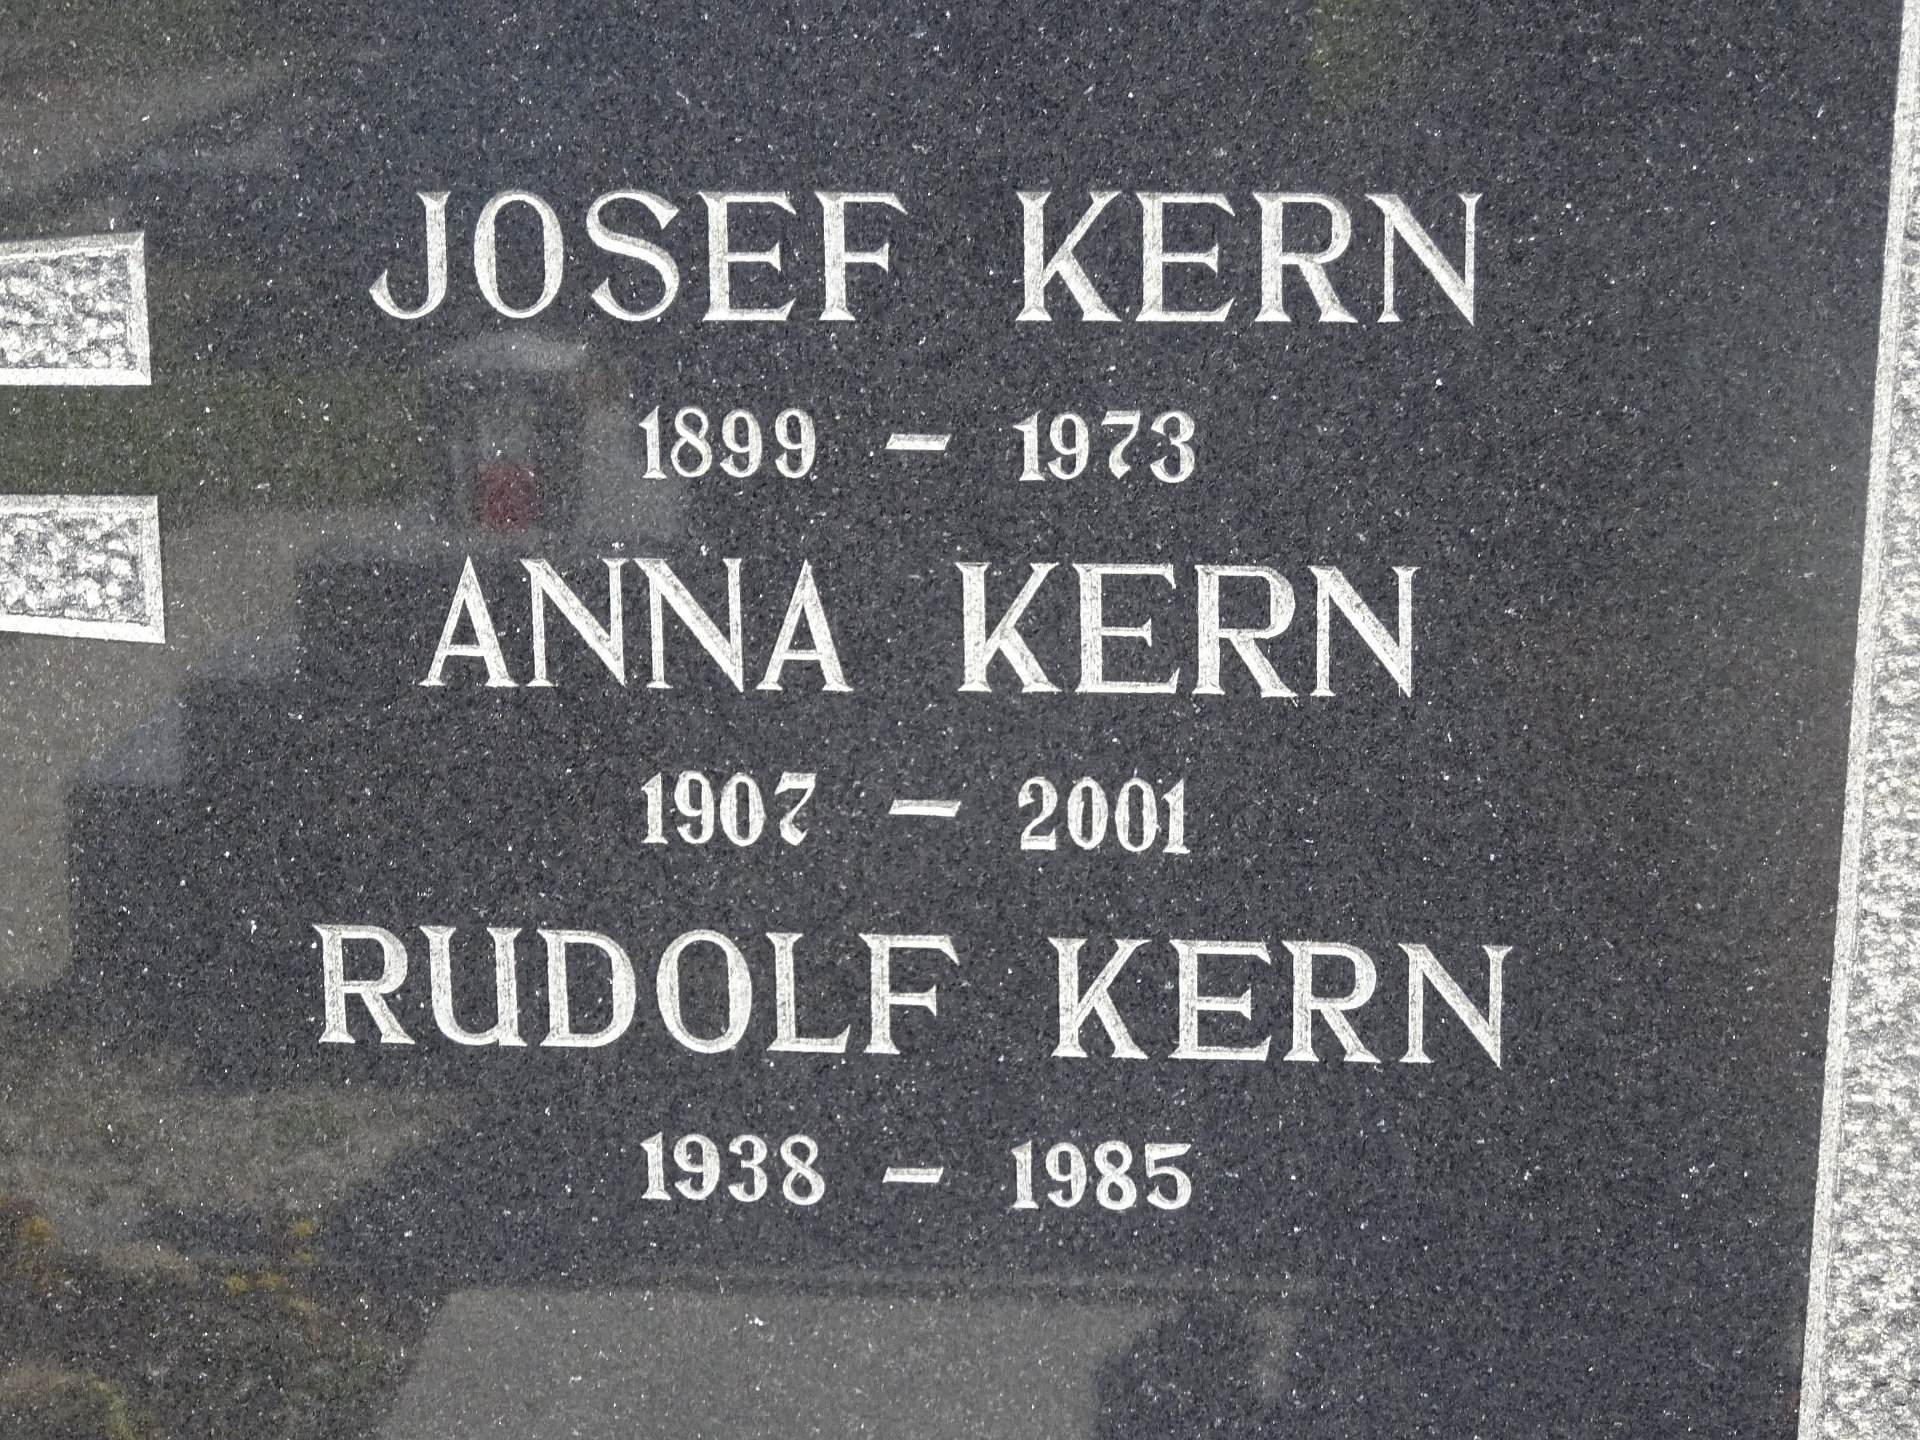 JOSEF KERN
1899 – 1973
ANNA KERN
1907 – 2001
RUDOLF KERN
1938 – 1985